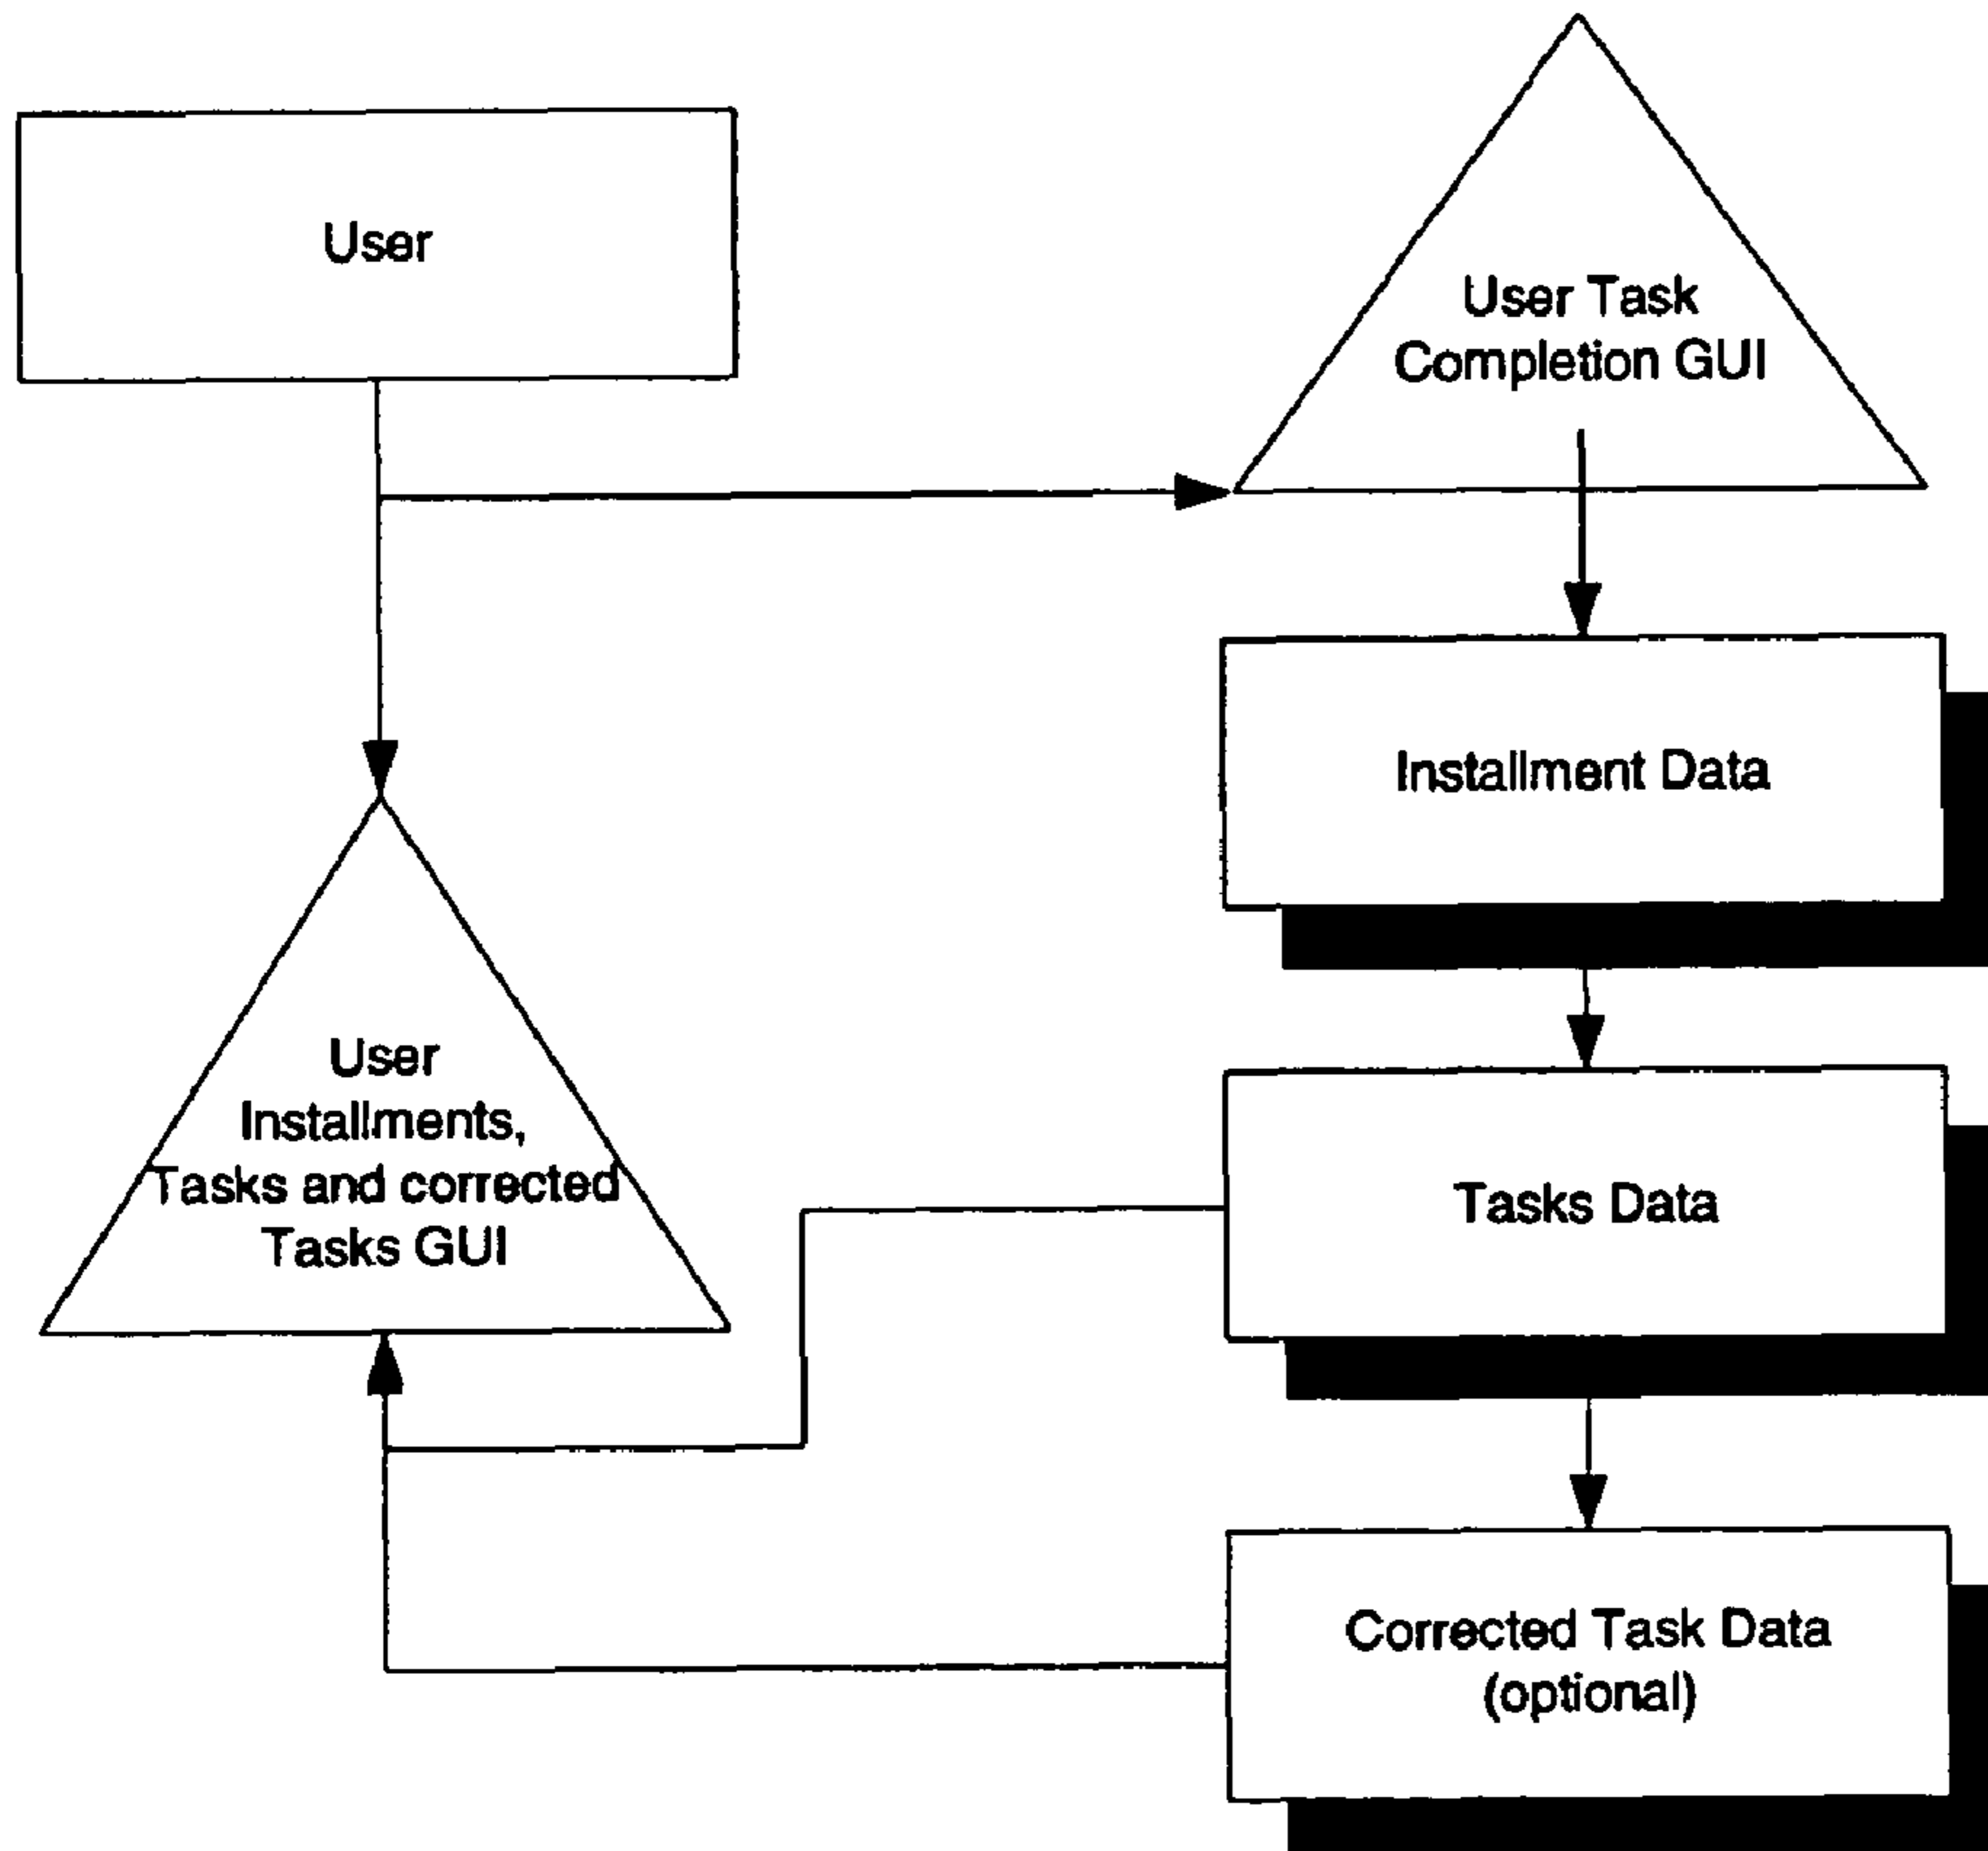 User
User Task
Completion GUI
Installment Data
User
Installments,
Tasks and corrected
Tasks GUI
Tasks Data
Corrected Task Data
(optional)